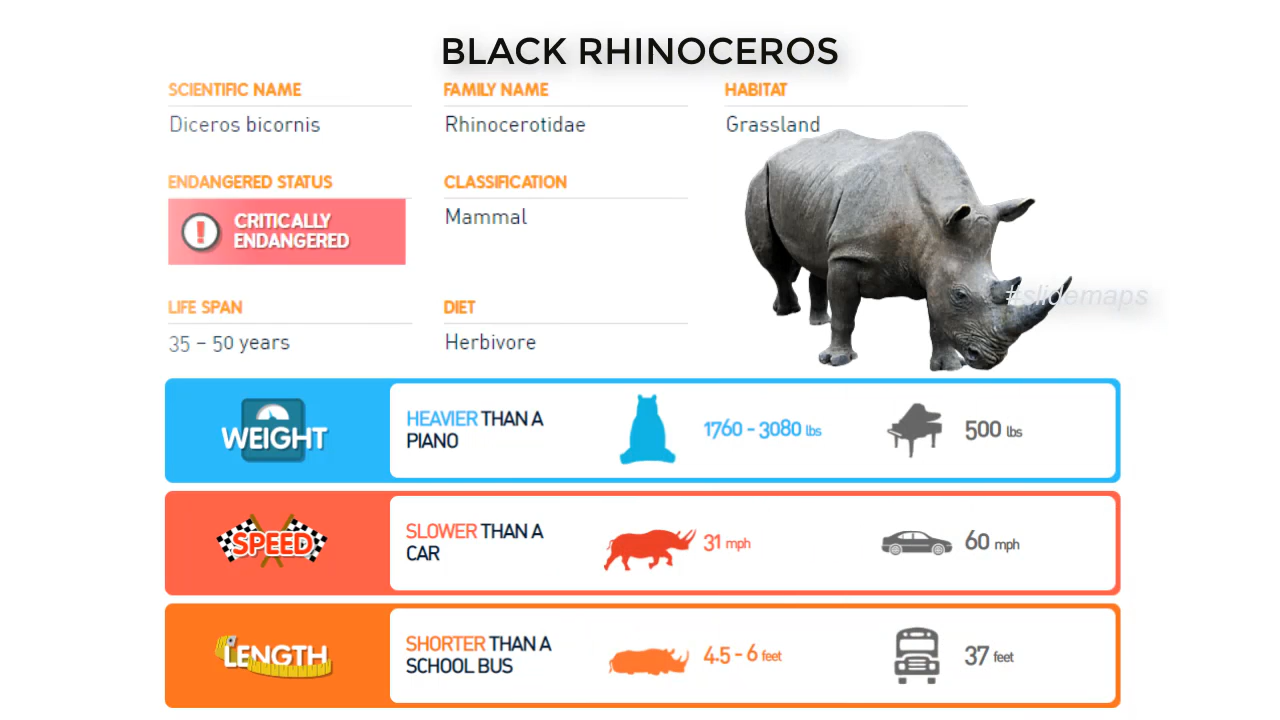 BLACK RHINOCEROS
SCIENTIFIC NAME
Diceros bicornis
FAMILY NAME
Rhinocerotidae
HABITAT
Grassland
ENDANGERED STATUS
CRITICALLY
ENDANGERED
CLASSIFICATION
Mammal
#slidemaps
LIFE SPAN
35 – 50 years
DIET
Herbivore
WEIGHT
HEAVIER THAN A
PIANO
1760 - 3080 lbs
500 lbs
SPEED
SLOWER THAN A
CAR
31 mph
60 mph
LENGTH
SHORTER THAN A
SCHOOL BUS
4.5 - 6 feet
37 feet